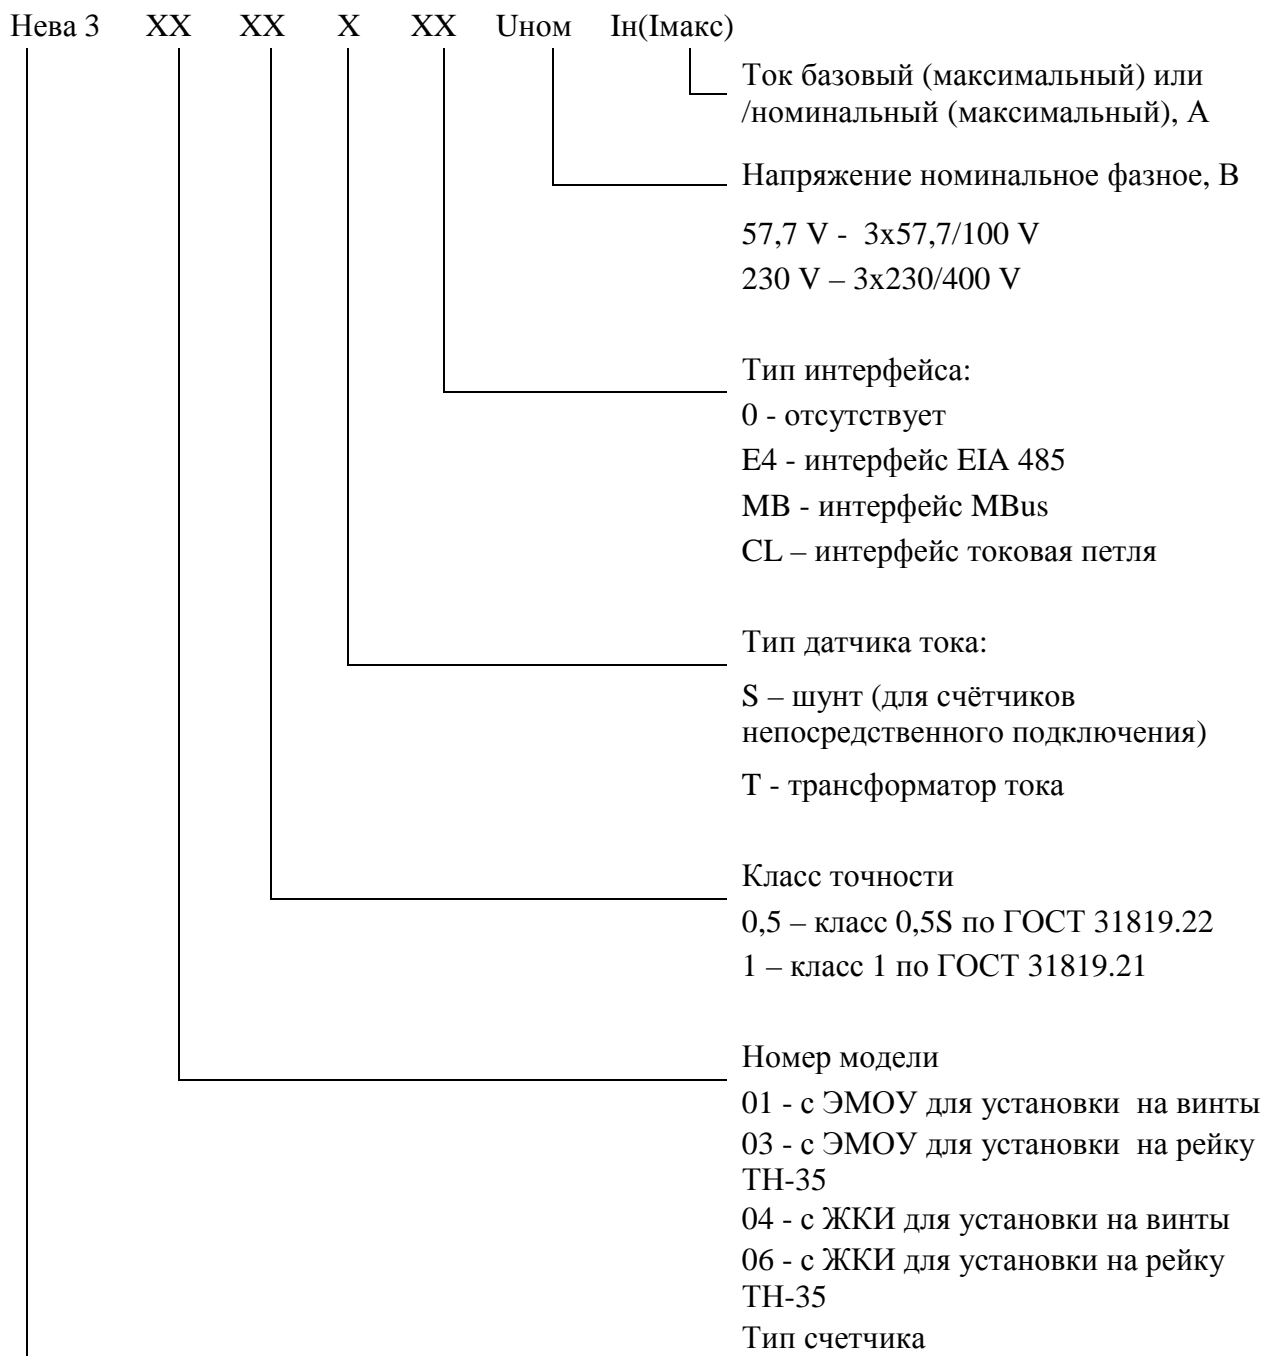 Нева 3 XX XX X XX Uном Iн(Iмакс)
Ток базовый (максимальный) или
/номинальный (максимальный), А
Напряжение номинальное фазное, В
57,7 V - 3x57,7/100 V
230 V – 3x230/400 V
Тип интерфейса:
0 - отсутствует
E4 - интерфейс EIA 485
MB - интерфейс MBus
CL – интерфейс токовая петля
Тип датчика тока:
S – шунт (для счётчиков
непосредственного подключения)
T - трансформатор тока
Класс точности
0,5 – класс 0,5S по ГОСТ 31819.22
1 – класс 1 по ГОСТ 31819.21
Номер модели
01 - с ЭМОУ для установки на винты
03 - с ЭМОУ для установки на рейку
ТН-35
04 - с ЖКИ для установки на винты
06 - с ЖКИ для установки на рейку
ТН-35
Тип счетчика